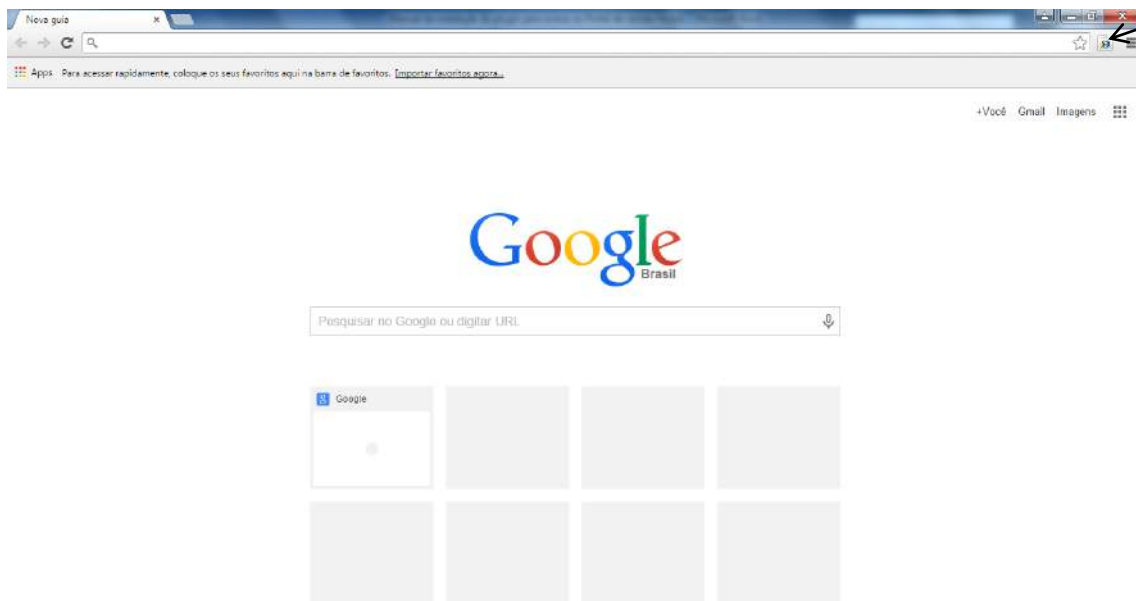 Nova guia
Apps Para acessar rapidamente, coloque os seus favoritos aqui na barra de favoritos. Importar favoritos agora...
+Você Gmail Imagens
Google
Brasil
Pesquisar no Google ou digitar URL
Google